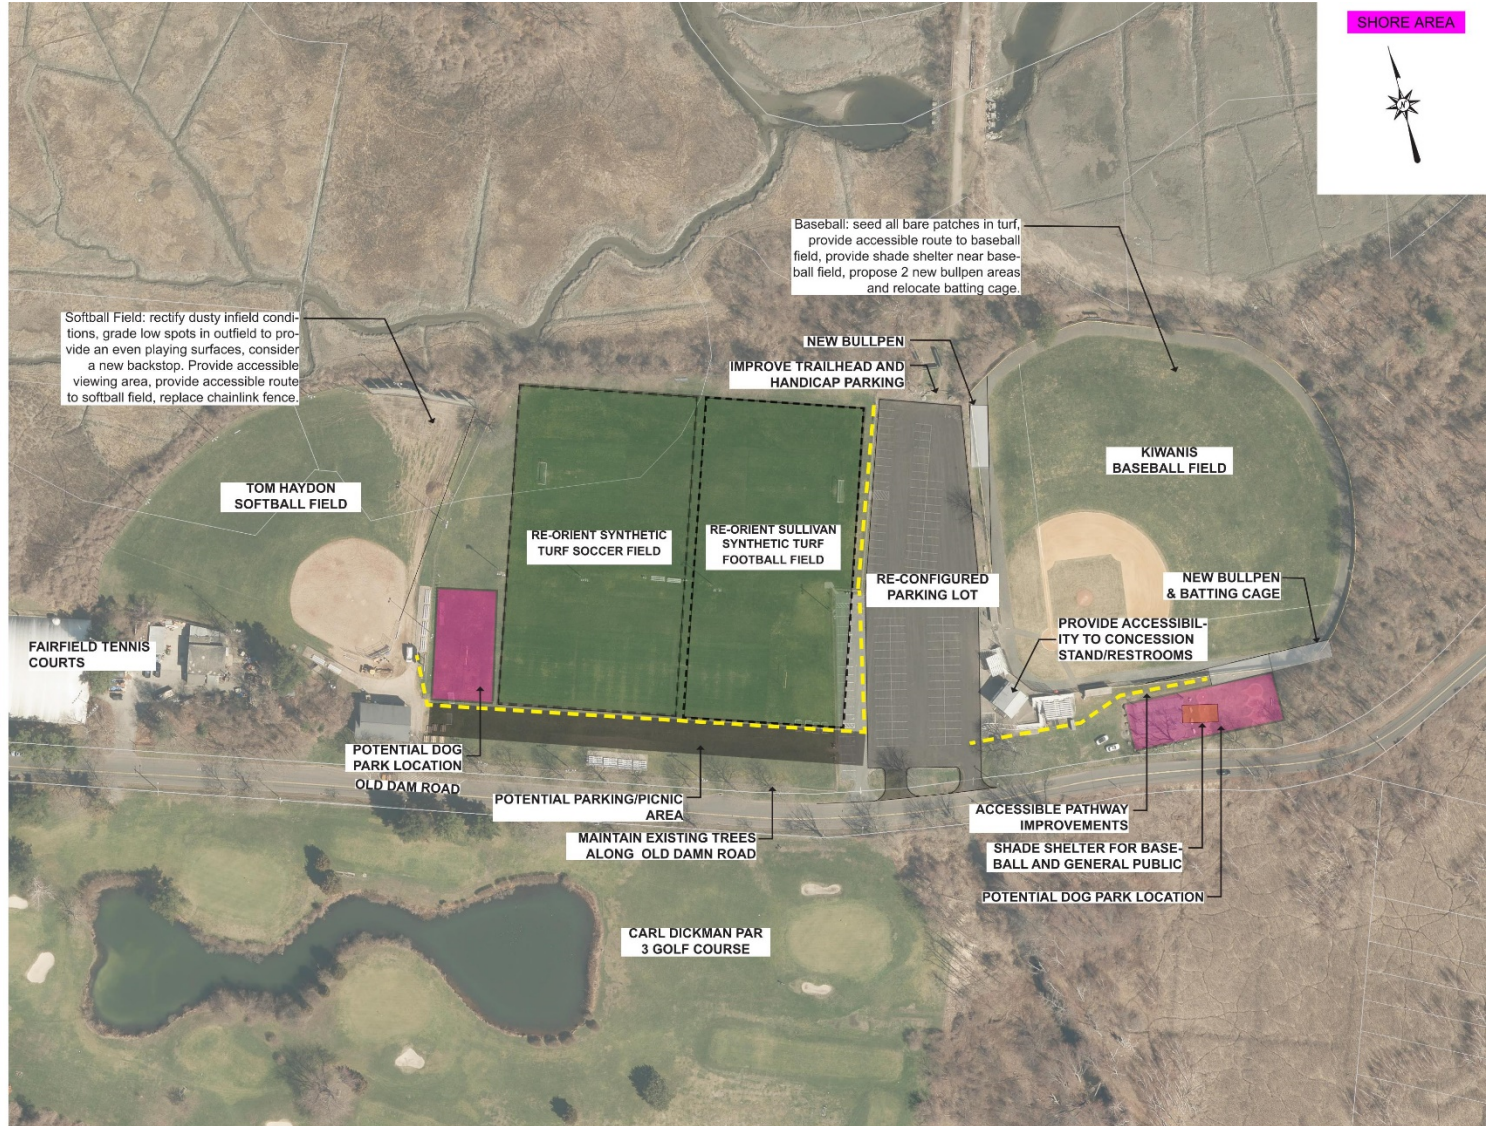 SHORE AREA
N
Baseball: seed all bare patches in turf,
provide accessible route to baseball
field, provide shade shelter near base-
ball field, propose 2 new bullpen areas
and relocate batting cage.
Softball Field: rectify dusty infield condi-
tions, grade low spots in outfield to pro-
vide an even playing surfaces, consider
a new backstop. Provide accessible
viewing area, provide accessible route
to softball field, replace chainlink fence.
NEW BULLPEN
IMPROVE TRAILHEAD AND
HANDICAP PARKING
KIWANIS
BASEBALL FIELD
TOM HAYDON
SOFTBALL FIELD
RE-ORIENT SYNTHETIC
TURF SOCCER FIELD
RE-ORIENT SULLIVAN
SYNTHETIC TURF
FOOTBALL FIELD
RE-CONFIGURED
PARKING LOT
NEW BULLPEN
& BATTING CAGE
PROVIDE ACCESSIBIL-
ITY TO CONCESSION
STAND/RESTROOMS
FAIRFIELD TENNIS
COURTS
POTENTIAL DOG
PARK LOCATION
OLD DAM ROAD
POTENTIAL PARKING/PICNIC
AREA
MAINTAIN EXISTING TREES
ALONG OLD DAMN ROAD
ACCESSIBLE PATHWAY
IMPROVEMENTS
SHADE SHELTER FOR BASE-
BALL AND GENERAL PUBLIC
POTENTIAL DOG PARK LOCATION
CARL DICKMAN PAR
3 GOLF COURSE